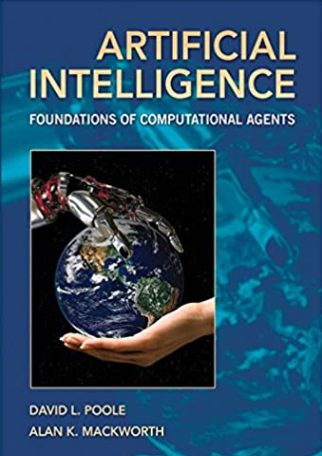 ARTIFICIAL
INTELLIGENCE
FOUNDATIONS OF COMPUTATIONAL AGENTS
DAVID L. POOLE
ALAN K. MACKWORTH